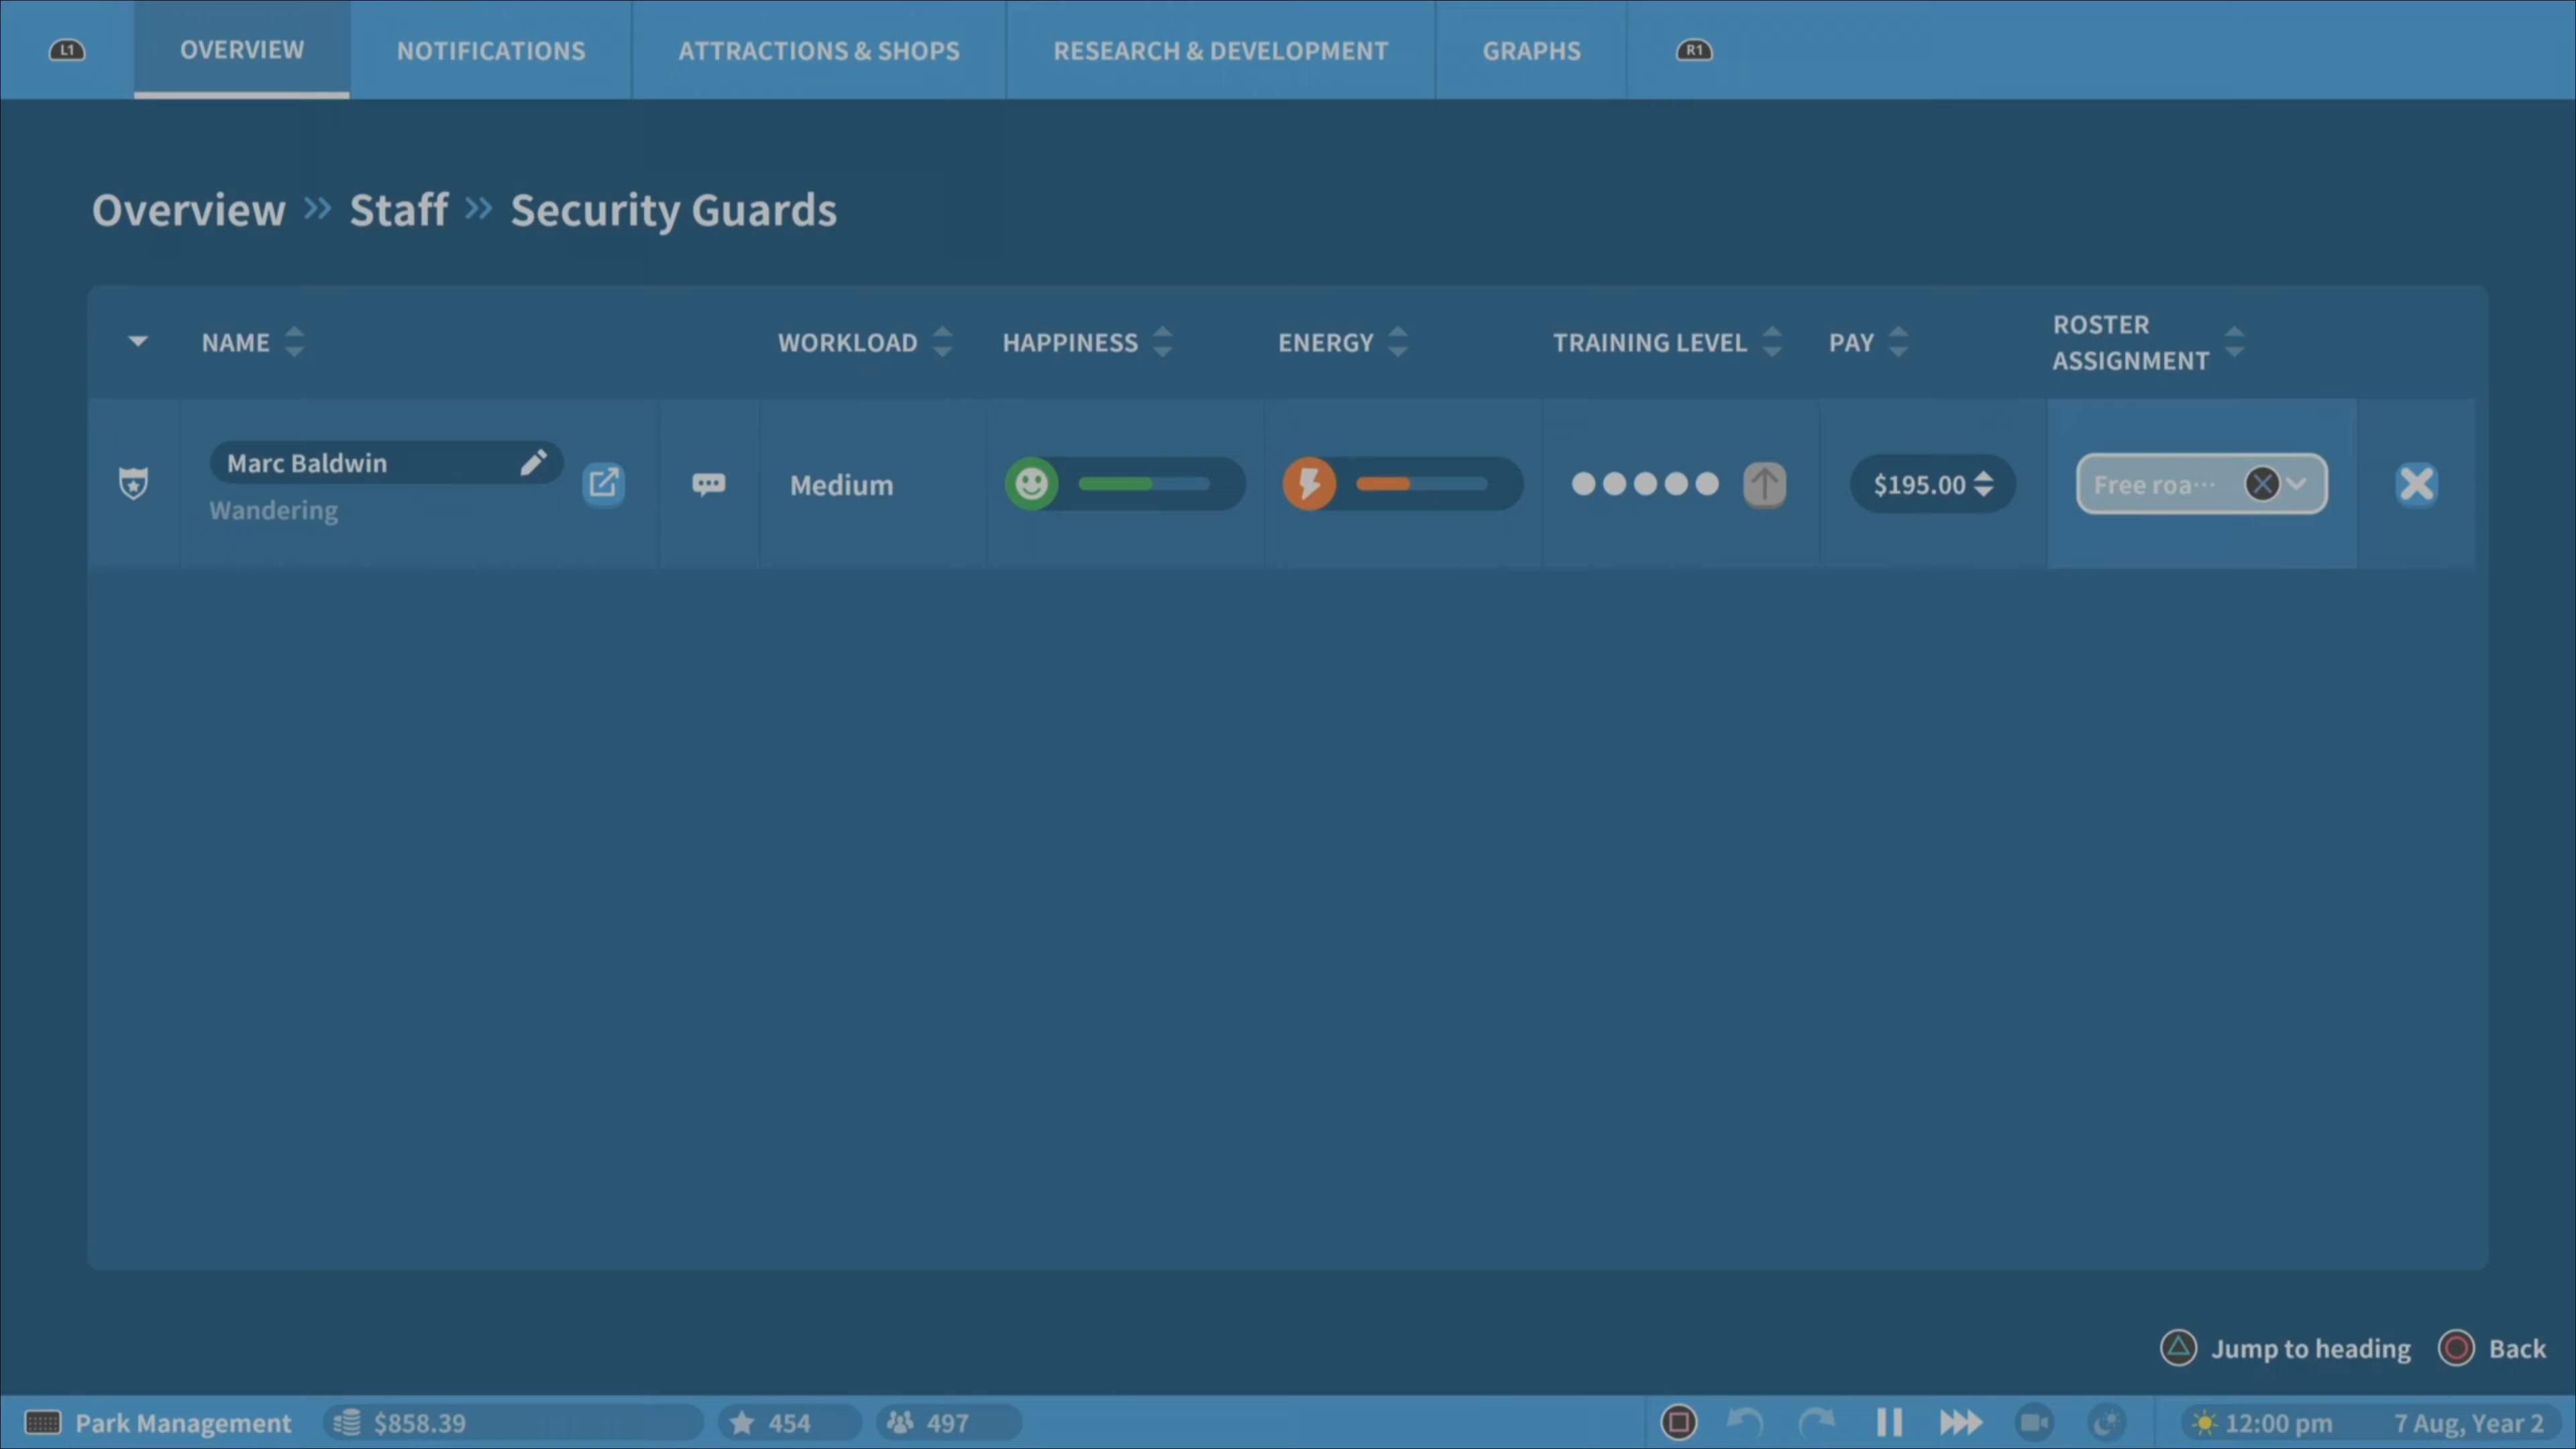 L1
OVERVIEW
NOTIFICATIONS
ATTRACTIONS & SHOPS
RESEARCH & DEVELOPMENT
GRAPHS
R1
Overview » Staff » Security Guards
NAME
WORKLOAD
HAPPINESS
ENERGY
TRAINING LEVEL
PAY
ROSTER
ASSIGNMENT
Marc Baldwin
Wandering
Medium
$195.00
Free roa...
Jump to heading
Back
Park Management
$858.39
454
497
12:00 pm
7 Aug, Year 2